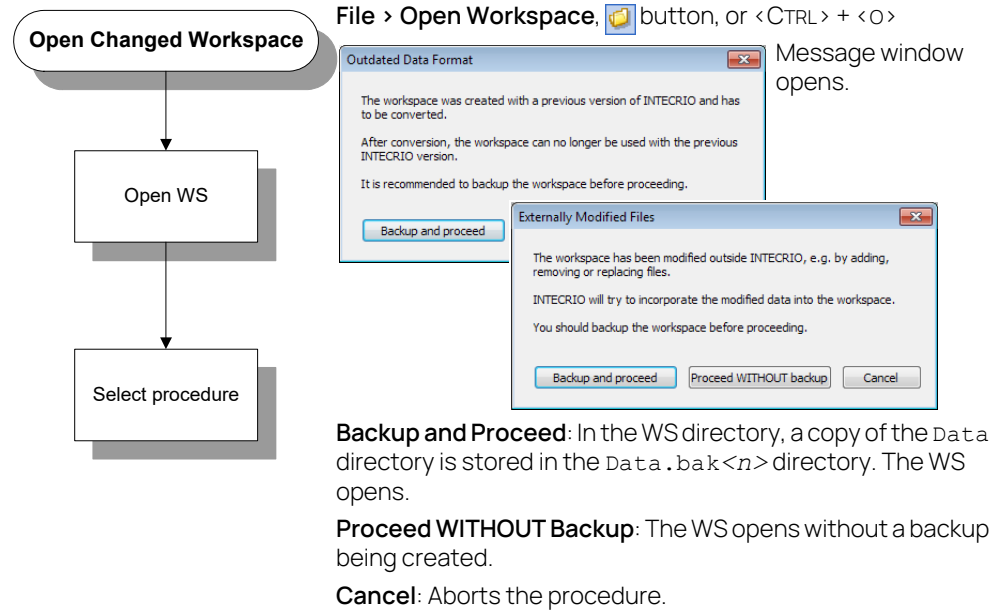 Open Changed Workspace
Open WS
Select procedure
File > Open Workspace, button, or <CTRL> + <O>
Message window
opens.
Outdated Data Format
The workspace was created with a previous version of INTECRIO and has
to be converted.
After conversion, the workspace can no longer be used with the previous
INTECRIO version.
It is recommended to backup the workspace before proceeding.
Backup and proceed
Externally Modified Files
The workspace has been modified outside INTECRIO, e.g. by adding,
removing or replacing files.
INTECRIO will try to incorporate the modified data into the workspace.
You should backup the workspace before proceeding.
Backup and proceed Proceed WITHOUT backup Cancel
Backup and Proceed: In the WS directory, a copy of the Data
directory is stored in the Data.bak<n> directory. The WS
opens.
Proceed WITHOUT Backup: The WS opens without a backup
being created.
Cancel: Aborts the procedure.